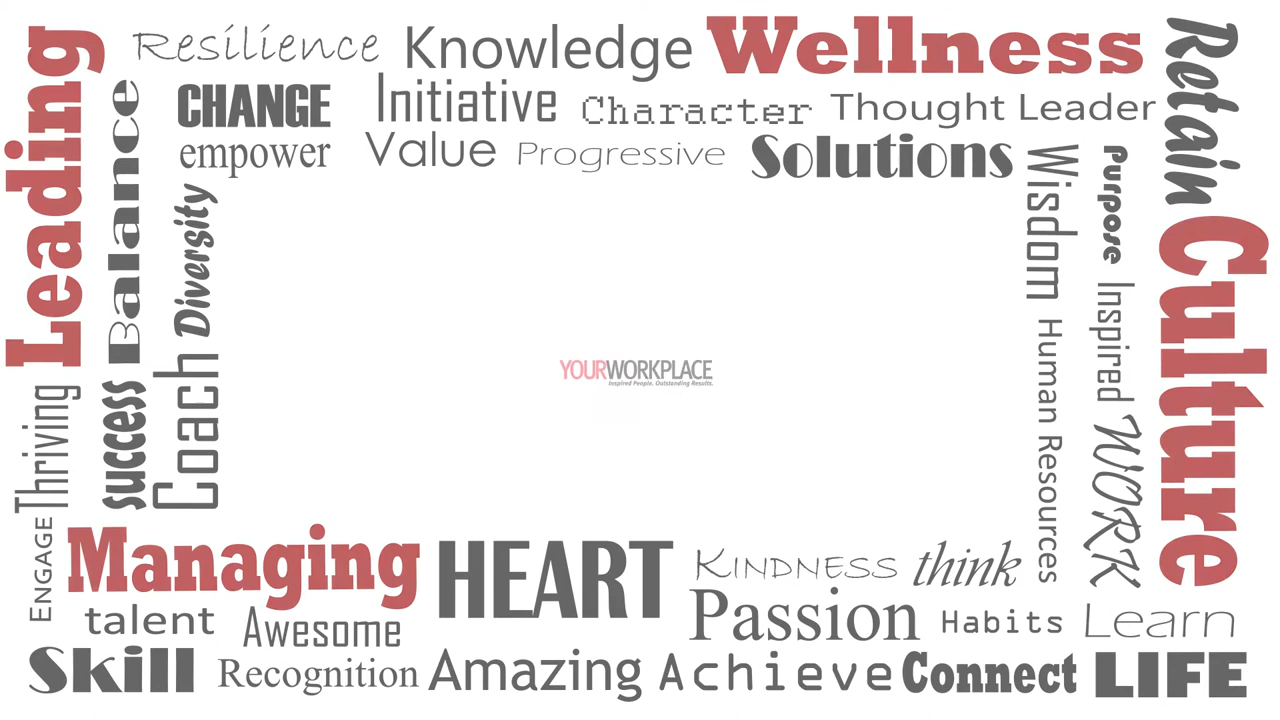 Leading
Resilience
Knowledge
Wellness
Retain
Balance
CHANGE
Initiative
Character
Thought Leader
empower
Value
Progressive
Solutions
Diversity
Wisdom
Purpose
Culture
Inspired
Human Resources
WORK
YOURWORKPLACE
Inspired People. Outstanding Results.
Thriving
success
Coach
ENGAGE
Managing
HEART
KINDNESS
think
talent
Awesome
Passion
Habits
Learn
Skill
Recognition
Amazing
Achieve
Connect
LIFE